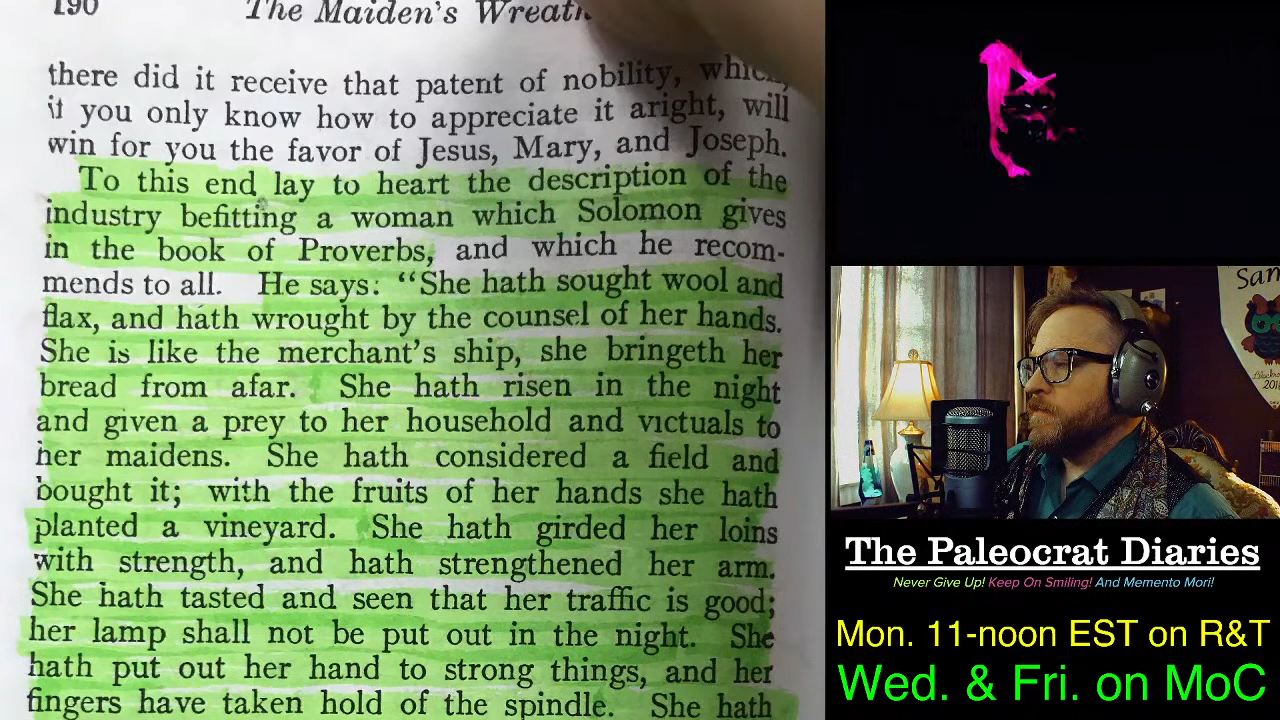 190 The Maiden's Wreath
there did it receive that patent of nobility, which,
if you only know how to appreciate it aright, will
win for you the favor of Jesus, Mary, and Joseph.
To this end lay to heart the description of the
industry befitting a woman which Solomon gives
in the book of Proverbs, and which he recom-
mends to all. He says: “She hath sought wool and
flax, and hath wrought by the counsel of her hands.
She is like the merchant's ship, she bringeth her
bread from afar. She hath risen in the night
and given a prey to her household and victuals to
her maidens. She hath considered a field and
bought it; with the fruits of her hands she hath
planted a vineyard. She hath girded her loins
with strength, and hath strengthened her arm.
She hath tasted and seen that her traffic is good;
her lamp shall not be put out in the night. She
hath put out her hand to strong things, and her
fingers have taken hold of the spindle. She hath
San
The Paleocrat Diaries
Never Give Up! Keep On Smiling! And Memento Mori!
Mon. 11-noon EST on R&T
Wed. & Fri. on MoC